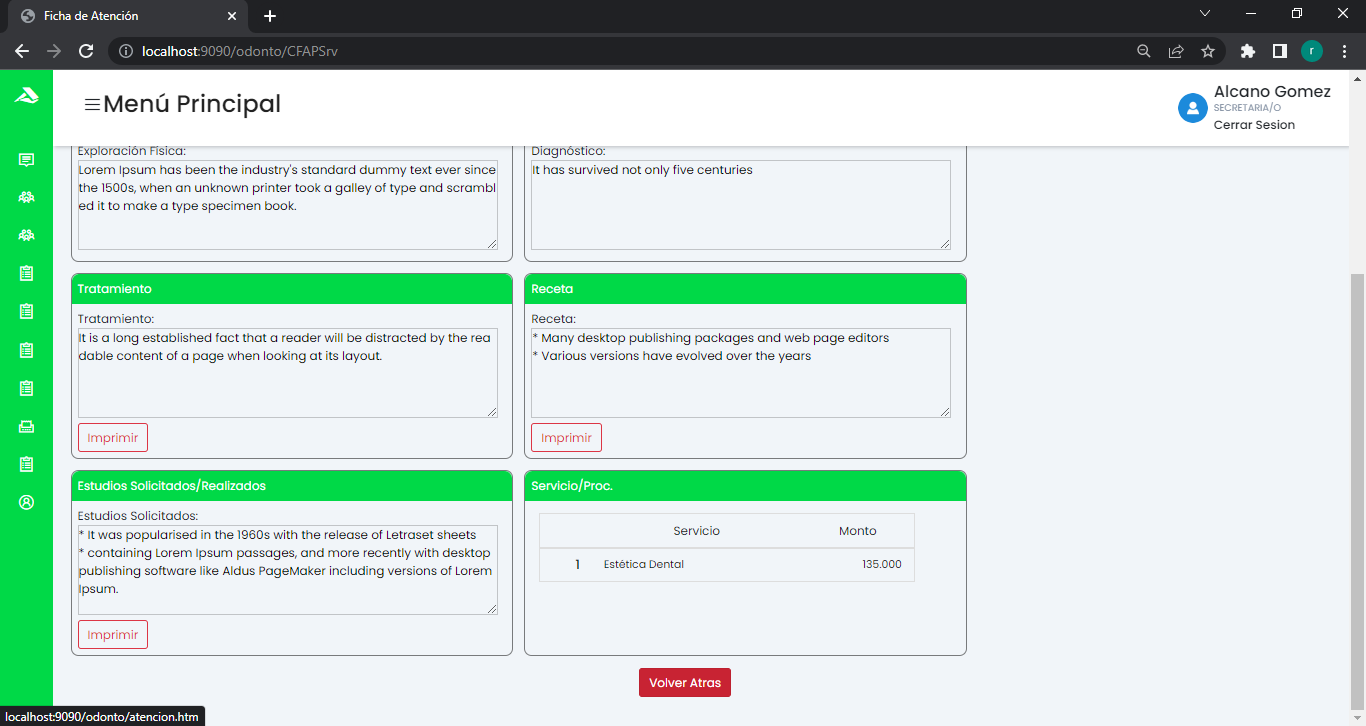 Ficha de Atención
localhost:9090/odonto/CFAPSrv
r
Menú Principal
Alcano Gomez
SECRETARIA/O
Cerrar Sesion
Exploración Física:
Lorem Ipsum has been the industry's standard dummy text ever since
the 1500s, when an unknown printer took a galley of type and scrambl
ed it to make a type specimen book.
Diagnóstico:
It has survived not only five centuries
Tratamiento
Tratamiento:
It is a long established fact that a reader will be distracted by the rea
dable content of a page when looking at its layout.
Imprimir
Receta
Receta:
* Many desktop publishing packages and web page editors
* Various versions have evolved over the years
Imprimir
Estudios Solicitados/Realizados
Estudios Solicitados:
* It was popularised in the 1960s with the release of Letraset sheets
* containing Lorem Ipsum passages, and more recently with desktop
publishing software like Aldus PageMaker including versions of Lorem
Ipsum.
Imprimir
Servicio/Proc.
Servicio Monto
1 Estética Dental 135.000
Volver Atras
localhost:9090/odonto/atencion.htm